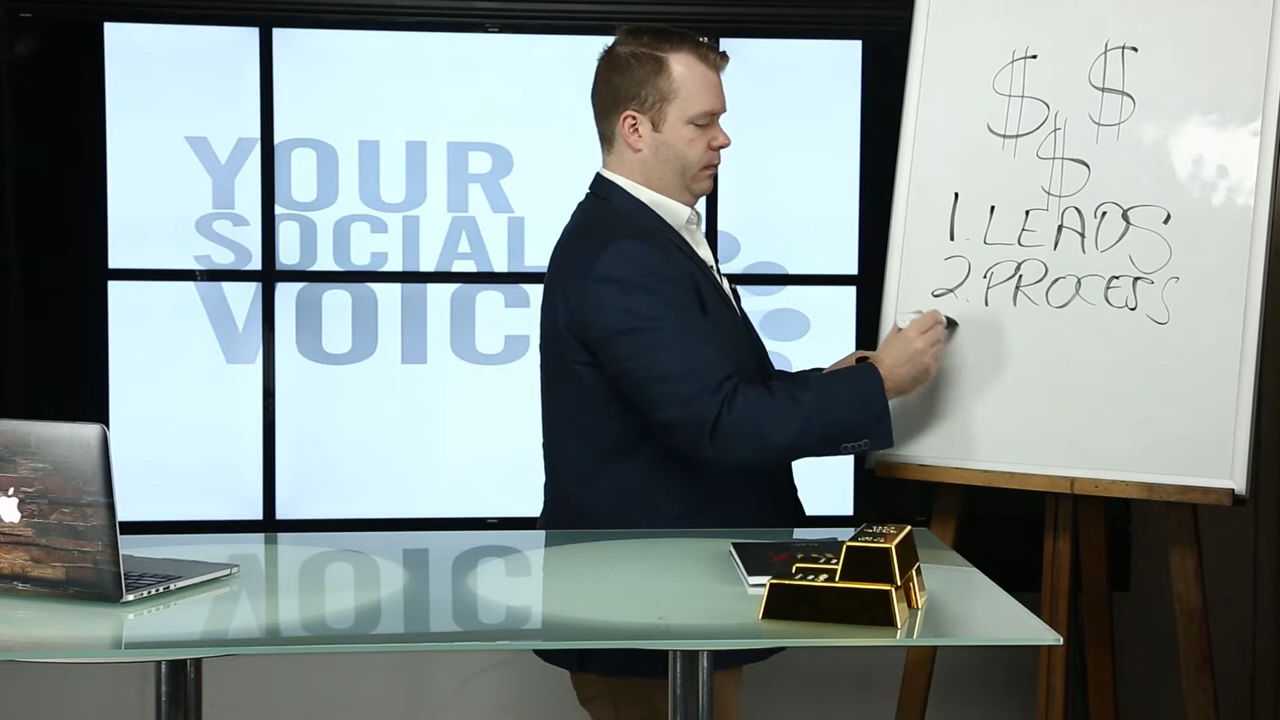 YOUR
SOCIAL
VOIC
$ $
$
1. LEADS
2. PROCESS